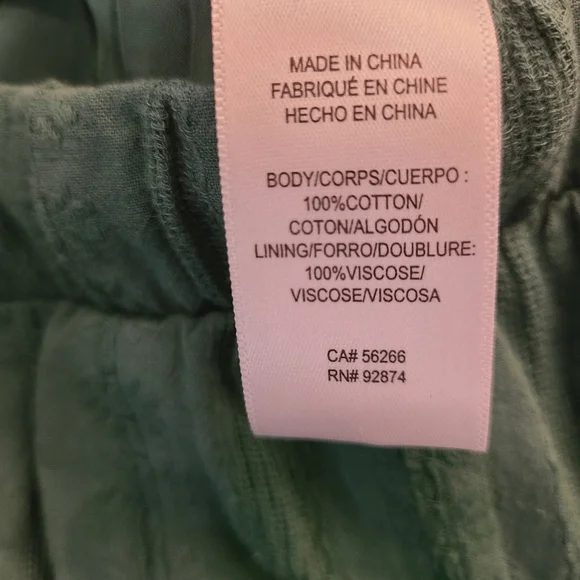 MADE IN CHINA
FABRIQUÉ EN CHINE
HECHO EN CHINA
BODY/CORPS/CUERPO :
100%COTTON/
COTON/ALGODÓN
LINING/FORRO/DOUBLURE:
100%VISCOSE/
VISCOSE/VISCOSA
CA# 56266
RN# 92874